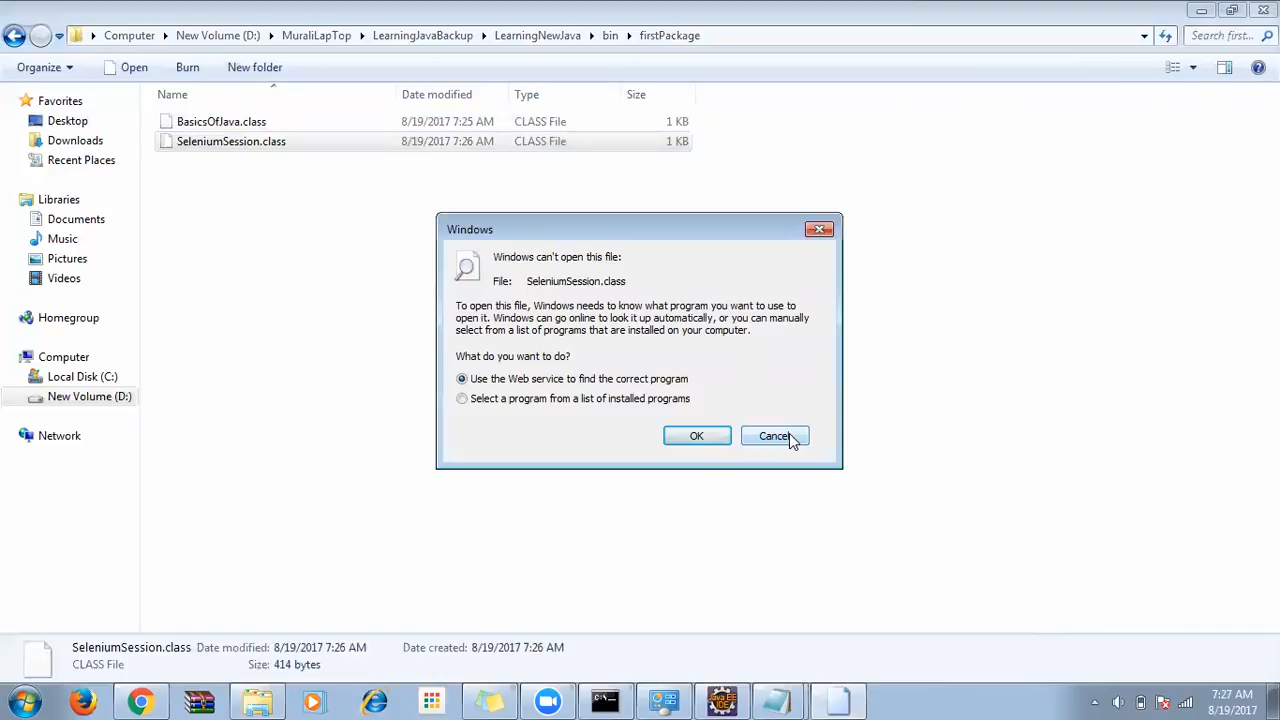 Computer New Volume (D:) MuraliLapTop LearningJavaBackup LearningNewJava bin firstPackage Search first...
Organize Open Burn New folder
Name Date modified Type Size
Favorites
Desktop
Downloads
Recent Places
Libraries
Documents
Music
Pictures
Videos
Homegroup
Computer
Local Disk (C:)
New Volume (D:)
Network
BasicsOfJava.class 8/19/2017 7:25 AM CLASS File 1 KB
SeleniumSession.class 8/19/2017 7:26 AM CLASS File 1 KB
Windows
Windows can't open this file:
File: SeleniumSession.class
To open this file, Windows needs to know what program you want to use to
open it. Windows can go online to look it up automatically, or you can manually
select from a list of programs that are installed on your computer.
What do you want to do?
Use the Web service to find the correct program
Select a program from a list of installed programs
OK Cancel
SeleniumSession.class Date modified: 8/19/2017 7:26 AM Date created: 8/19/2017 7:26 AM
CLASS File Size: 414 bytes
C:\
Java EE
IDE
7:27 AM
8/19/2017